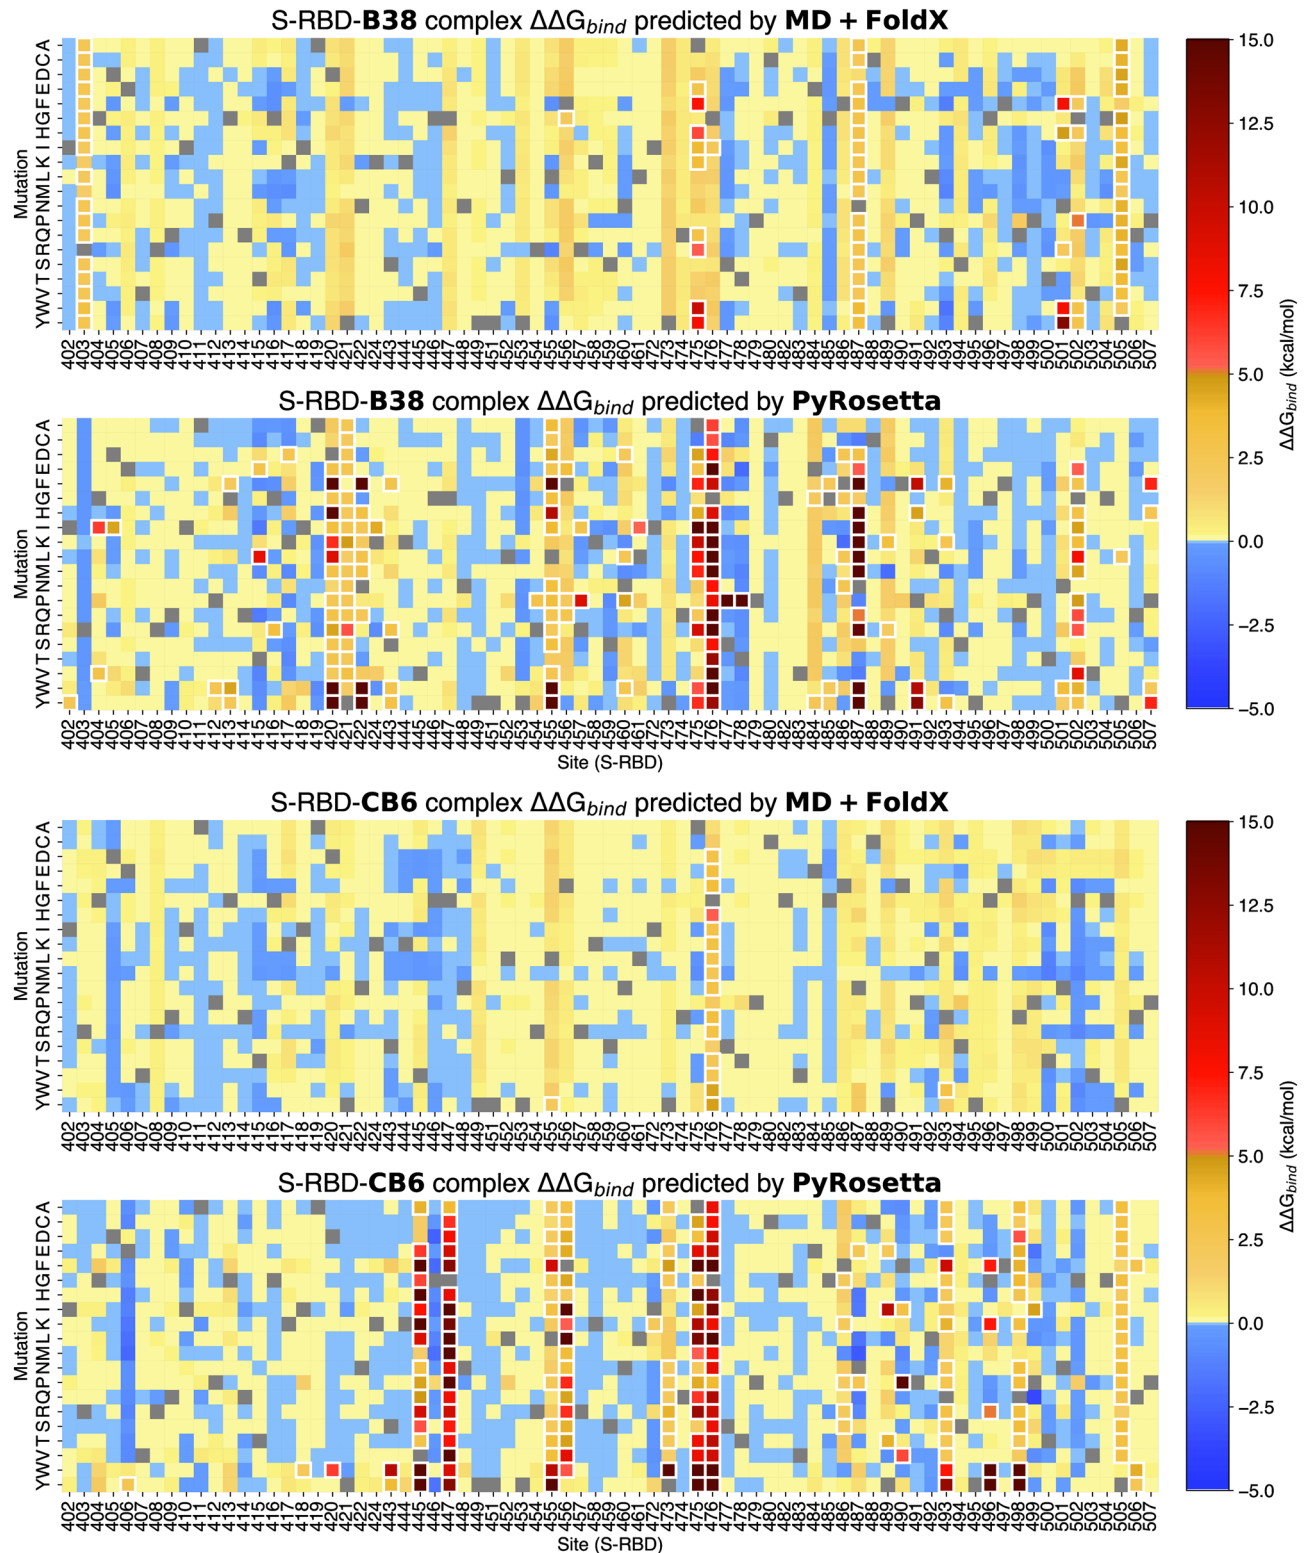 S-RBD-B38 complex ΔΔG_bind predicted by MD + FoldX
Mutation
YWVTSRQPNMLKIHGFEDCA
402 403 404 405 406 407 408 409 410 411 412 413 414 415 416 417 418 419 420 421 422 424 443 444 445 446 447 448 449 451 452 453 454 455 456 457 458 459 460 461 472 473 475 476 477 478 479 480 482 483 484 485 486 487 488 489 490 491 492 493 494 495 496 497 498 499 500 501 502 503 504 505 506 507
S-RBD-B38 complex ΔΔG_bind predicted by PyRosetta
Mutation
YWVTSRQPNMLKIHGFEDCA
402 403 404 405 406 407 408 409 410 411 412 413 414 415 416 417 418 419 420 421 422 424 443 444 445 446 447 448 449 451 452 453 454 455 456 457 458 459 460 461 472 473 475 476 477 478 479 480 482 483 484 485 486 487 488 489 490 491 492 493 494 495 496 497 498 499 500 501 502 503 504 505 506 507
Site (S-RBD)
15.0
12.5
10.0
7.5
5.0
2.5
0.0
−2.5
−5.0
ΔΔG_bind (kcal/mol)
S-RBD-CB6 complex ΔΔG_bind predicted by MD + FoldX
Mutation
YWVTSRQPNMLKIHGFEDCA
402 403 404 405 406 407 408 409 410 411 412 413 414 415 416 417 418 419 420 421 422 424 443 444 445 446 447 448 449 451 452 453 454 455 456 457 458 459 460 461 472 473 475 476 477 478 479 480 482 483 484 485 486 487 488 489 490 491 492 493 494 495 496 497 498 499 500 501 502 503 504 505 506 507
S-RBD-CB6 complex ΔΔG_bind predicted by PyRosetta
Mutation
YWVTSRQPNMLKIHGFEDCA
402 403 404 405 406 407 408 409 410 411 412 413 414 415 416 417 418 419 420 421 422 424 443 444 445 446 447 448 449 451 452 453 454 455 456 457 458 459 460 461 472 473 475 476 477 478 479 480 482 483 484 485 486 487 488 489 490 491 492 493 494 495 496 497 498 499 500 501 502 503 504 505 506 507
Site (S-RBD)
15.0
12.5
10.0
7.5
5.0
2.5
0.0
−2.5
−5.0
ΔΔG_bind (kcal/mol)